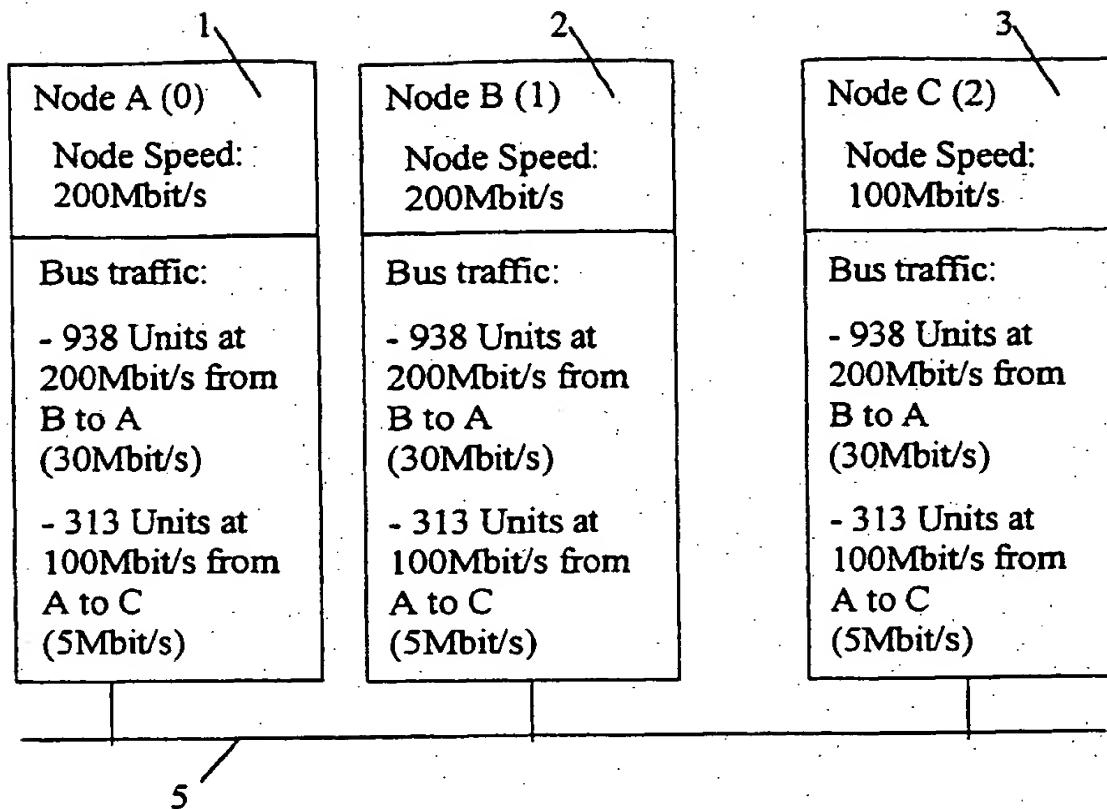 1
2
3
Node A (0)
Node Speed:
200Mbit/s
Bus traffic:
- 938 Units at
200Mbit/s from
B to A
(30Mbit/s)
- 313 Units at
100Mbit/s from
A to C
(5Mbit/s)
Node B (1)
Node Speed:
200Mbit/s
Bus traffic:
- 938 Units at
200Mbit/s from
B to A
(30Mbit/s)
- 313 Units at
100Mbit/s from
A to C
(5Mbit/s)
Node C (2)
Node Speed:
100Mbit/s
Bus traffic:
- 938 Units at
200Mbit/s from
B to A
(30Mbit/s)
- 313 Units at
100Mbit/s from
A to C
(5Mbit/s)
5